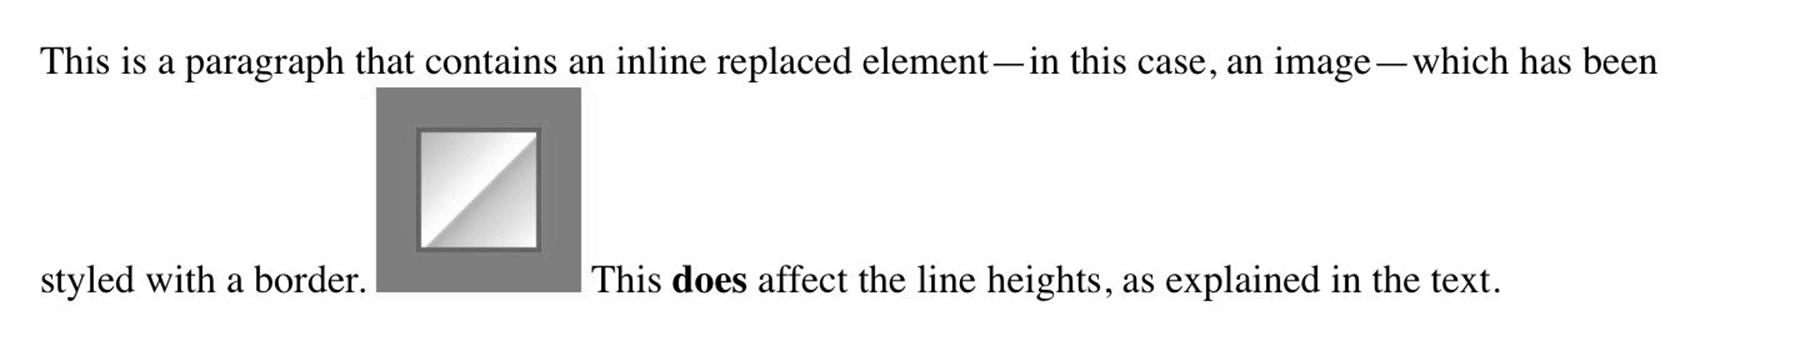 This is a paragraph that contains an inline replaced element—in this case, an image—which has been
styled with a border. This does affect the line heights, as explained in the text.